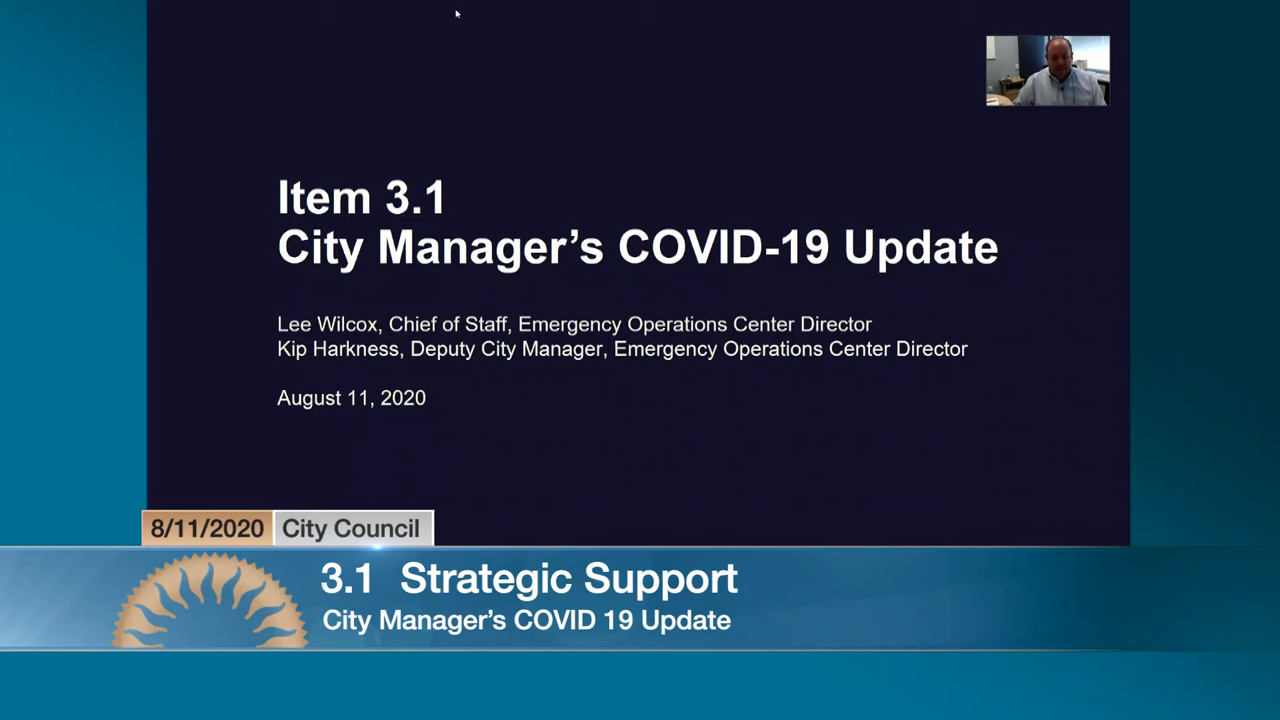 Item 3.1
City Manager’s COVID-19 Update
Lee Wilcox, Chief of Staff, Emergency Operations Center Director
Kip Harkness, Deputy City Manager, Emergency Operations Center Director
August 11, 2020
8/11/2020 City Council
3.1 Strategic Support
City Manager’s COVID 19 Update